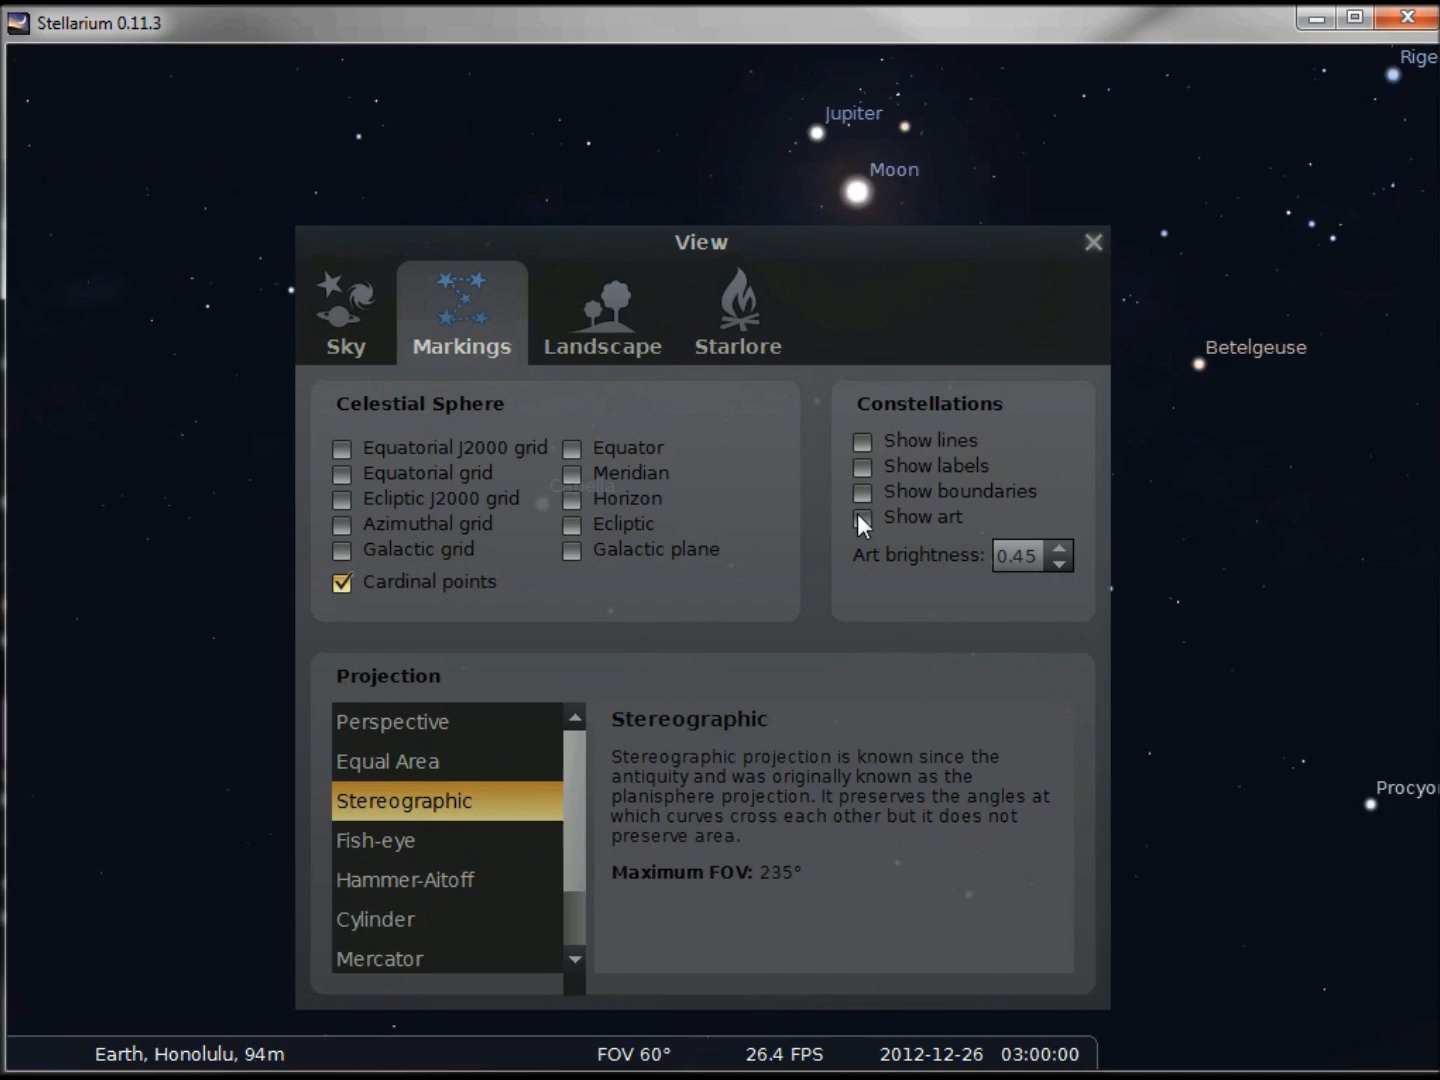 Stellarium 0.11.3
Rige
Jupiter
Moon
View
Sky
Markings
Landscape
Starlore
Betelgeuse
Celestial Sphere
Constellations
Equatorial J2000 grid
Equator
Show lines
Equatorial grid
Meridian
Show labels
Capella
Ecliptic J2000 grid
Horizon
Show boundaries
Azimuthal grid
Ecliptic
Show art
Galactic grid
Galactic plane
Art brightness: 0.45
Cardinal points
Projection
Perspective
Equal Area
Stereographic
Fish-eye
Hammer-Aitoff
Cylinder
Mercator
Stereographic
Stereographic projection is known since the
antiquity and was originally known as the
planisphere projection. It preserves the angles at
which curves cross each other but it does not
preserve area.
Maximum FOV: 235°
Procyo
Earth, Honolulu, 94m
FOV 60°
26.4 FPS
2012-12-26 03:00:00